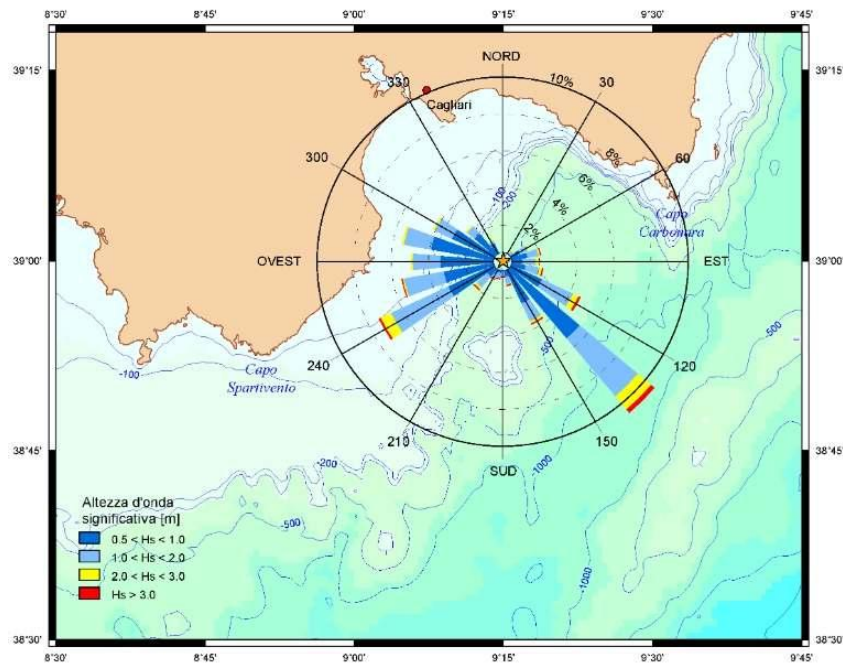 8°30' 8°45' 9°00' 9°15' 9°30' 9°45'
39°15' 39°15'
NORD
330 10% 30
Cagliari
300 8% 60
6%
-100
-200 4%
Capo
Carbonara
2%
39°00' OVEST EST 39°00'
-500
-500
240 120
-100 Capo
Spartivento
210 150
38°45' 38°45'
SUD
-200 -1000
Altezza d'onda
significativa [m]
-500
0.5 < Hs < 1.0
1.0 < Hs < 2.0
2.0 < Hs < 3.0
Hs > 3.0
-1000
38°30' 38°30'
8°30' 8°45' 9°00' 9°15' 9°30' 9°45'